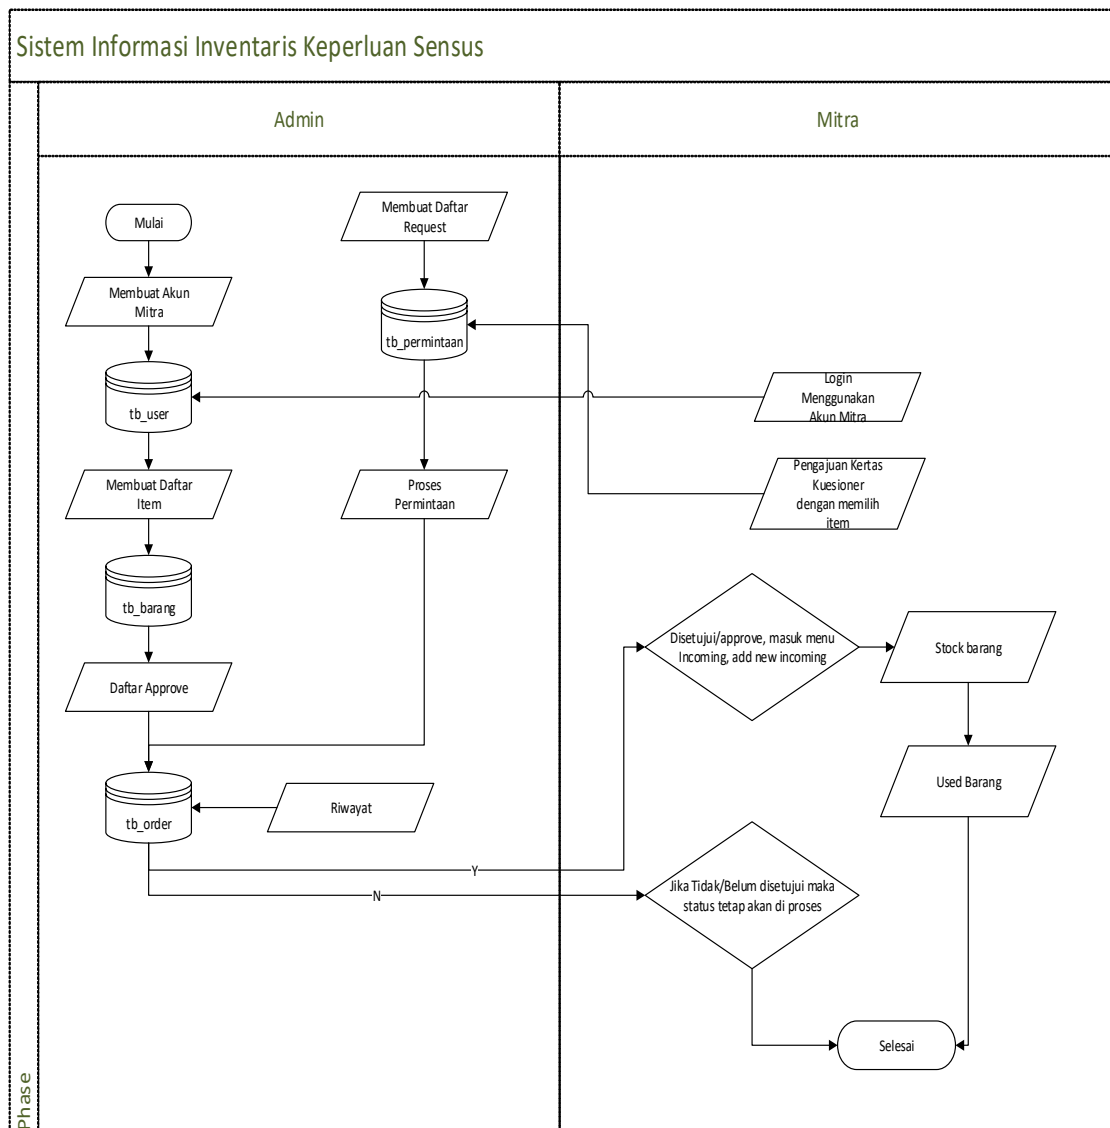 Sistem Informasi Inventaris Keperluan Sensus
Admin
Mitra
Mulai
Membuat Daftar
Request
Membuat Akun
Mitra
tb_permintaan
tb_user
Login
Menggunakan
Akun Mitra
Membuat Daftar
Item
Proses
Permintaan
Pengajuan Kertas
Kuesioner
dengan memilih
item
tb_barang
Disetujui/approve, masuk menu
Incoming, add new incoming
Stock barang
Daftar Approve
Used Barang
Riwayat
tb_order
Y
N
Jika Tidak/Belum disetujui maka
status tetap akan di proses
Selesai
Phase